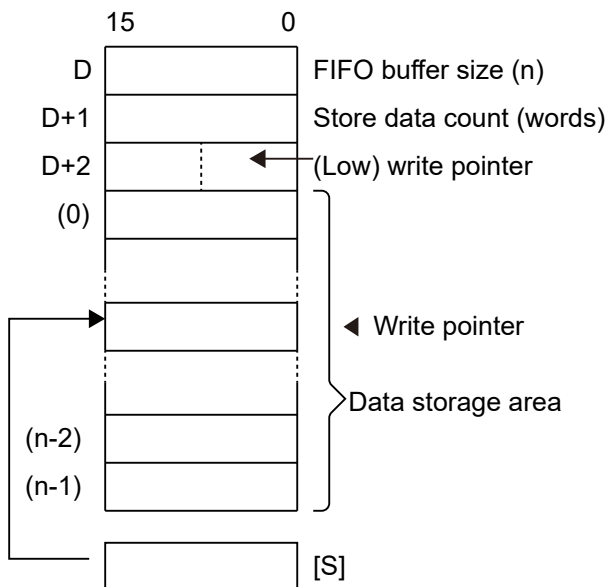 15 0
D FIFO buffer size (n)
D+1 Store data count (words)
D+2 (Low) write pointer
(0)
Write pointer
Data storage area
(n-2)
(n-1)
[S]